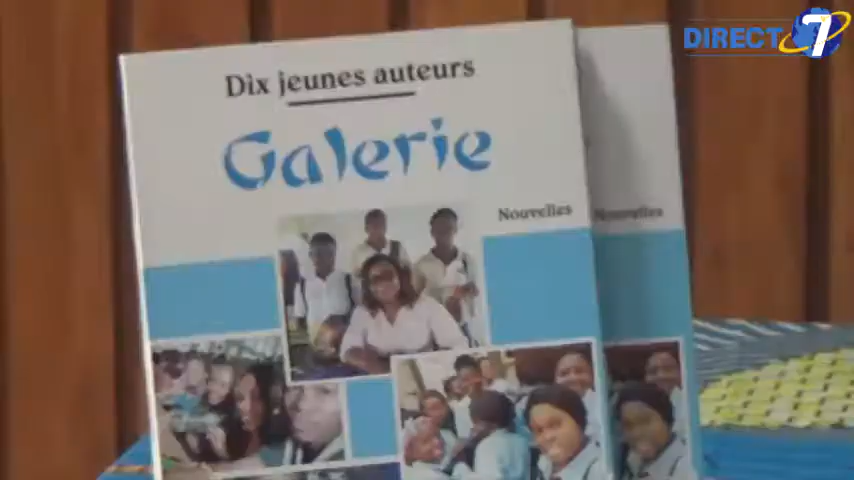 DIRECT 7
Dix jeunes auteurs
Galerie
Nouvelles
Nouvelles